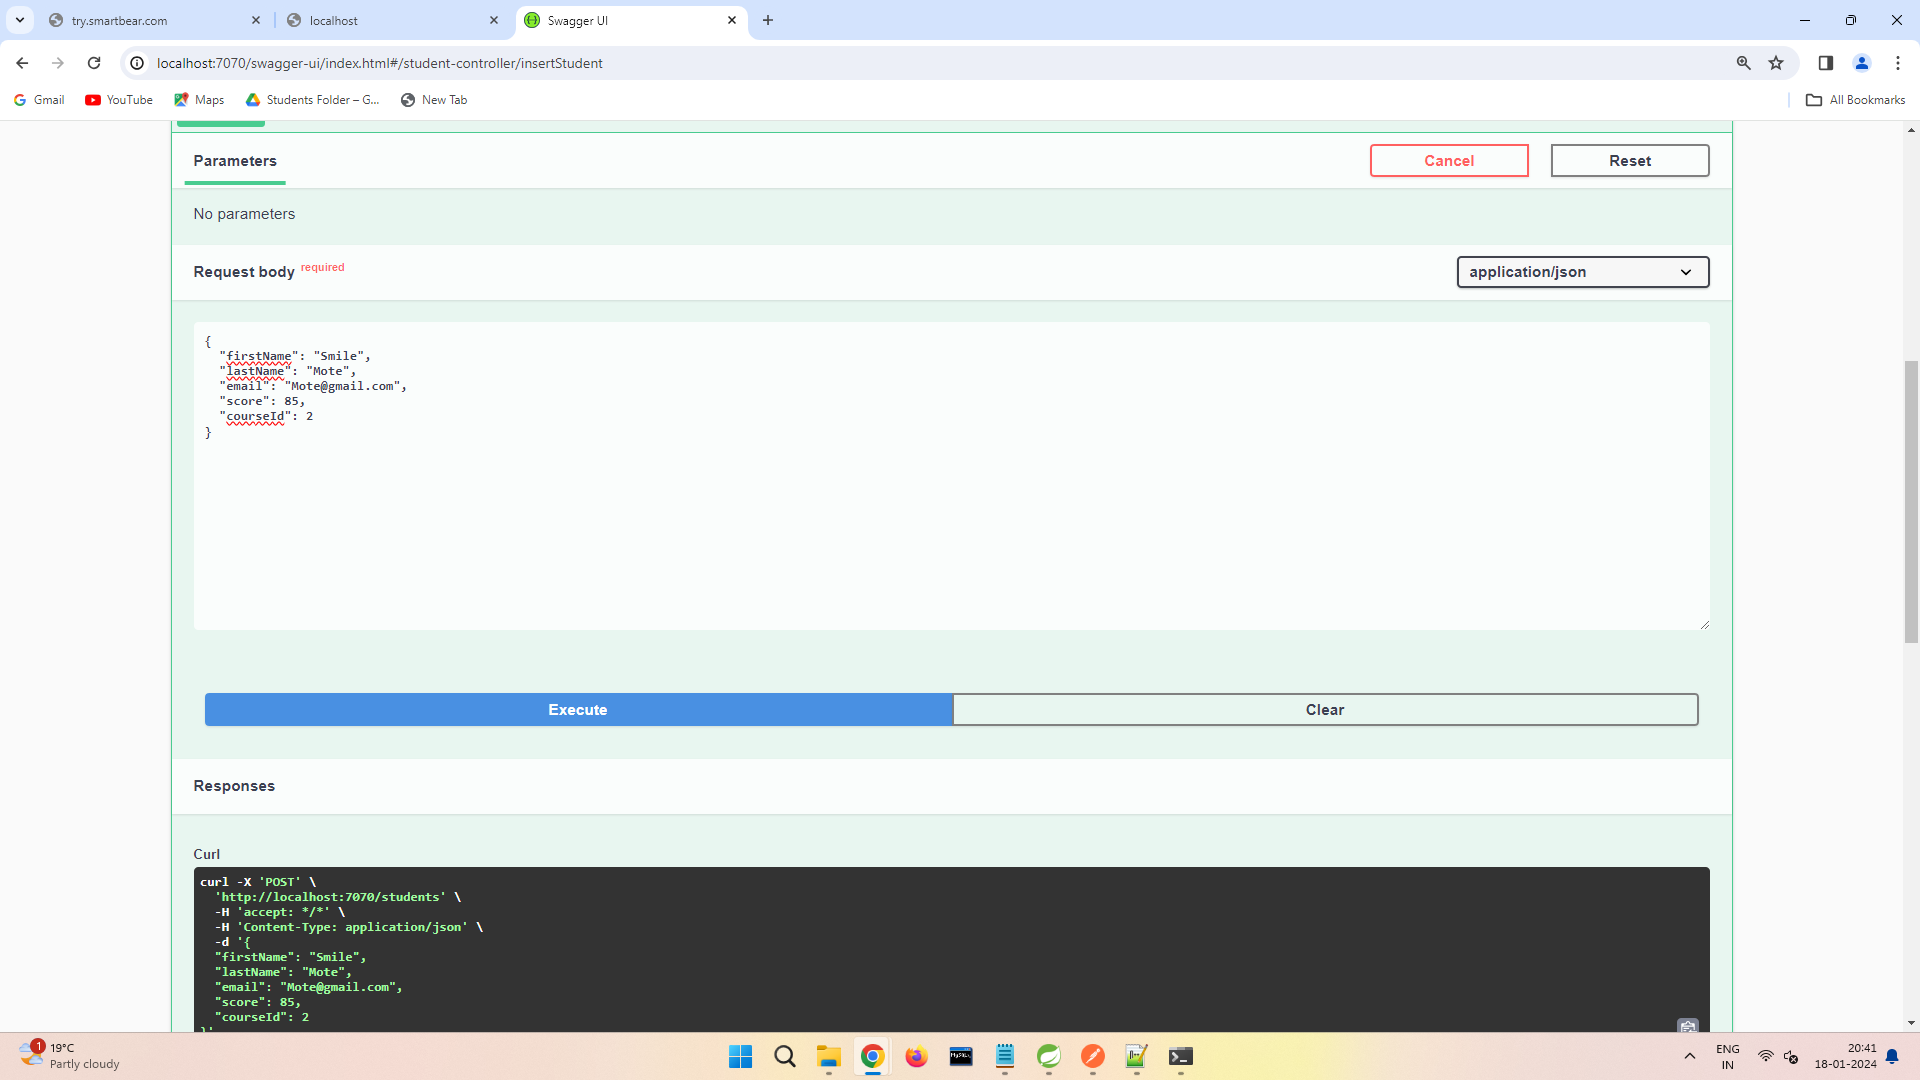 try.smartbear.com
localhost
Swagger UI
localhost:7070/swagger-ui/index.html#/student-controller/insertStudent
Gmail
YouTube
Maps
Students Folder – G...
New Tab
All Bookmarks
Parameters
Cancel
Reset
No parameters
Request body required
application/json
{
  "firstName": "Smile",
  "lastName": "Mote",
  "email": "Mote@gmail.com",
  "score": 85,
  "courseId": 2
}
Execute
Clear
Responses
Curl
curl -X 'POST' \
  'http://localhost:7070/students' \
  -H 'accept: */*' \
  -H 'Content-Type: application/json' \
  -d '{
  "firstName": "Smile",
  "lastName": "Mote",
  "email": "Mote@gmail.com",
  "score": 85,
  "courseId": 2
}'
1
19°C
Partly cloudy
MySQL
ENG
IN
20:41
18-01-2024